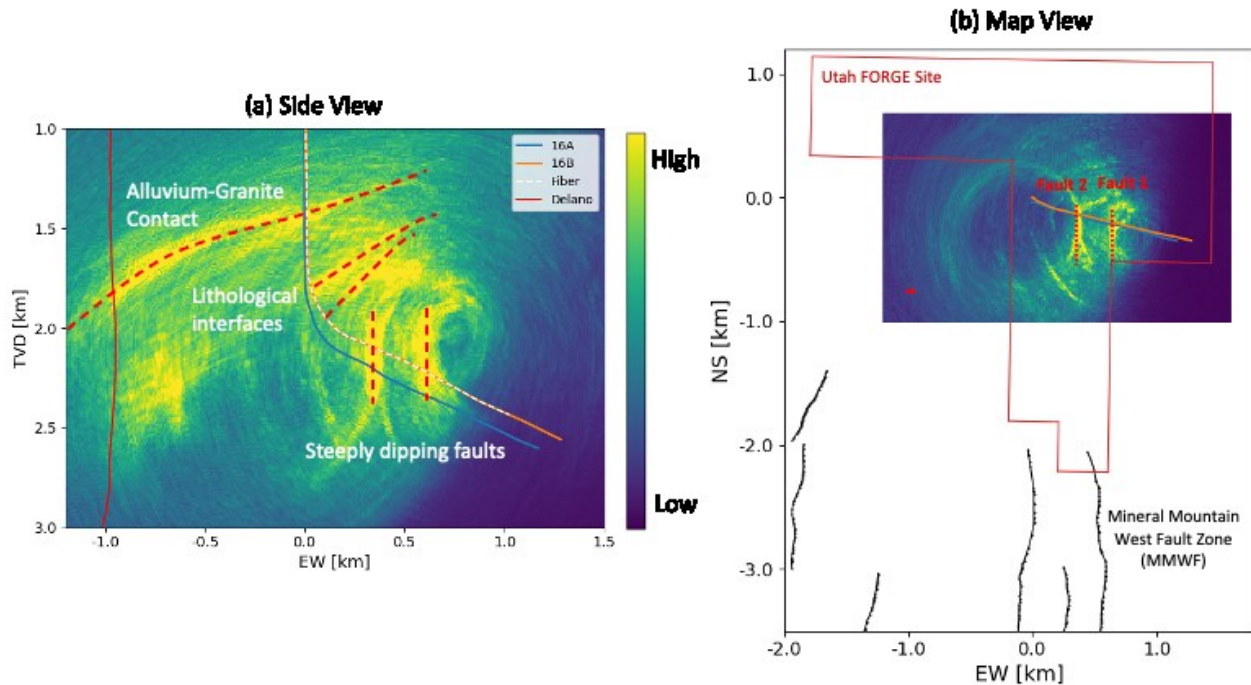 (b) Map View
(a) Side View
1.0
1.5
2.0
2.5
3.0
TVD [km]
-1.0
-0.5
0.0
0.5
1.0
1.5
EW [km]
16A
16B
Fiber
Delano
Alluvium-Granite
Contact
Lithological
interfaces
Steeply dipping faults
High
Low
1.0
0.0
-1.0
-2.0
-3.0
NS [km]
-2.0
-1.0
0.0
1.0
EW [km]
Utah FORGE Site
Fault 2
Fault 1
Mineral Mountain
West Fault Zone
(MMWF)